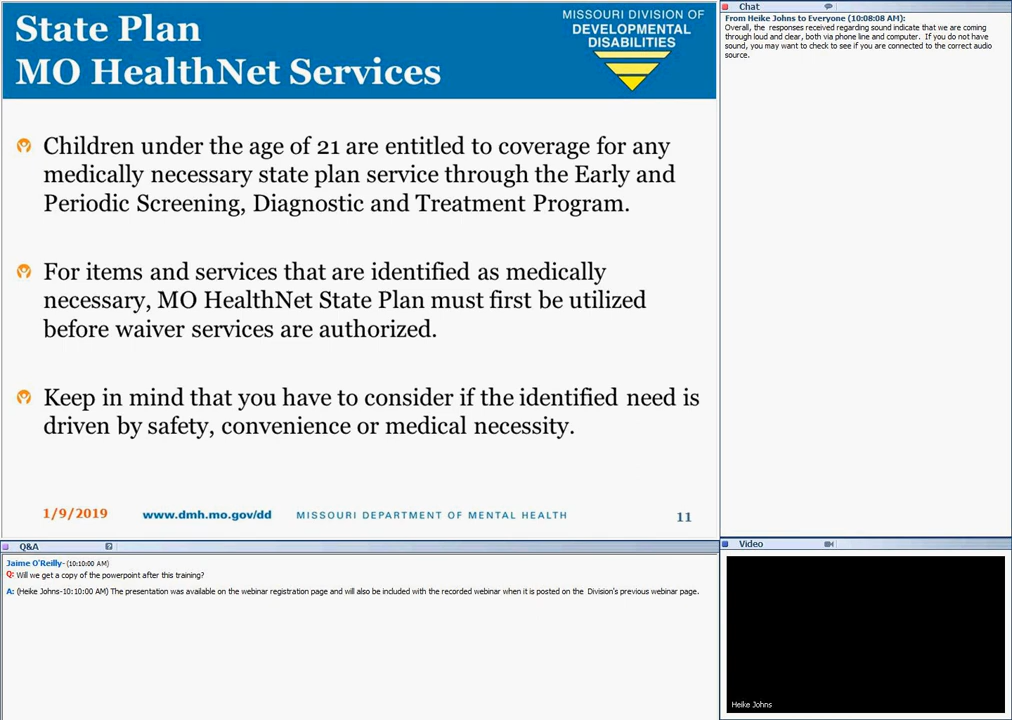 State Plan
MO HealthNet Services
MISSOURI DIVISION OF
DEVELOPMENTAL
DISABILITIES
Children under the age of 21 are entitled to coverage for any
medically necessary state plan service through the Early and
Periodic Screening, Diagnostic and Treatment Program.
For items and services that are identified as medically
necessary, MO HealthNet State Plan must first be utilized
before waiver services are authorized.
Keep in mind that you have to consider if the identified need is
driven by safety, convenience or medical necessity.
1/9/2019 www.dmh.mo.gov/dd MISSOURI DEPARTMENT OF MENTAL HEALTH 11
Chat
From Heike Johns to Everyone (10:08:08 AM):
Overall, the responses received regarding sound indicate that we are coming
through loud and clear, both via phone line and computer. If you do not have
sound, you may want to check to see if you are connected to the correct audio
source.
Q&A
Jaime O'Reilly- (10:10:00 AM)
Q: Will we get a copy of the powerpoint after this training?
A: (Heike Johns-10:10:00 AM) The presentation was available on the webinar registration page and will also be included with the recorded webinar when it is posted on the Division's previous webinar page.
Video
Heike Johns